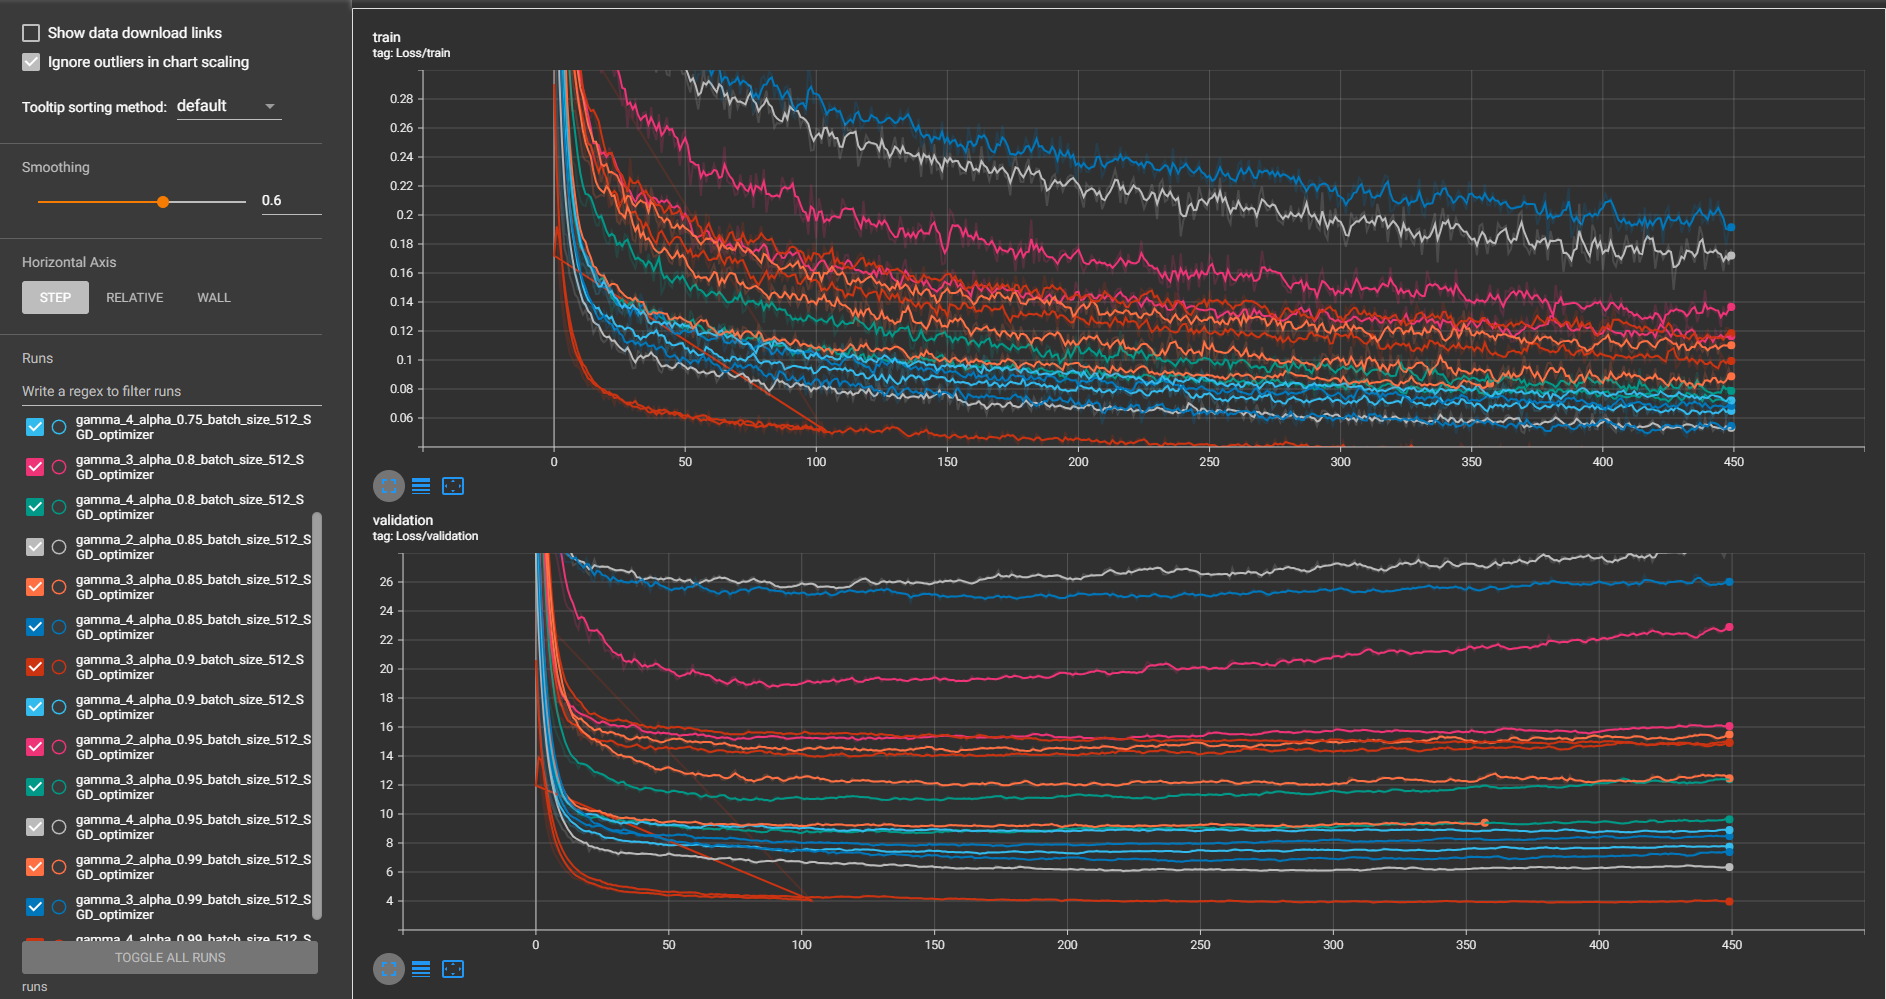 Show data download links
Ignore outliers in chart scaling
Tooltip sorting method: default
Smoothing
0.6
Horizontal Axis
STEP RELATIVE WALL
Runs
Write a regex to filter runs
gamma_4_alpha_0.75_batch_size_512_S
GD_optimizer
gamma_3_alpha_0.8_batch_size_512_S
GD_optimizer
gamma_4_alpha_0.8_batch_size_512_S
GD_optimizer
gamma_2_alpha_0.85_batch_size_512_S
GD_optimizer
gamma_3_alpha_0.85_batch_size_512_S
GD_optimizer
gamma_4_alpha_0.85_batch_size_512_S
GD_optimizer
gamma_3_alpha_0.9_batch_size_512_S
GD_optimizer
gamma_4_alpha_0.9_batch_size_512_S
GD_optimizer
gamma_2_alpha_0.95_batch_size_512_S
GD_optimizer
gamma_3_alpha_0.95_batch_size_512_S
GD_optimizer
gamma_4_alpha_0.95_batch_size_512_S
GD_optimizer
gamma_2_alpha_0.99_batch_size_512_S
GD_optimizer
gamma_3_alpha_0.99_batch_size_512_S
GD_optimizer
gamma_4_alpha_0.99_batch_size_512_S
TOGGLE ALL RUNS
runs
train
tag: Loss/train
0.28
0.26
0.24
0.22
0.2
0.18
0.16
0.14
0.12
0.1
0.08
0.06
0 50 100 150 200 250 300 350 400 450
validation
tag: Loss/validation
26
24
22
20
18
16
14
12
10
8
6
4
0 50 100 150 200 250 300 350 400 450